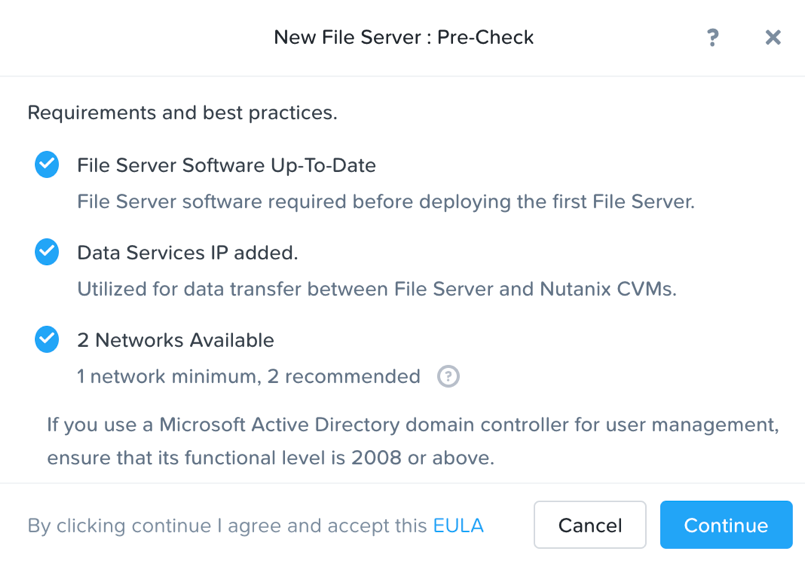 New File Server : Pre-Check
?
Requirements and best practices.
File Server Software Up-To-Date
File Server software required before deploying the first File Server.
Data Services IP added.
Utilized for data transfer between File Server and Nutanix CVMs.
2 Networks Available
1 network minimum, 2 recommended ?
If you use a Microsoft Active Directory domain controller for user management,
ensure that its functional level is 2008 or above.
By clicking continue I agree and accept this EULA
Cancel
Continue